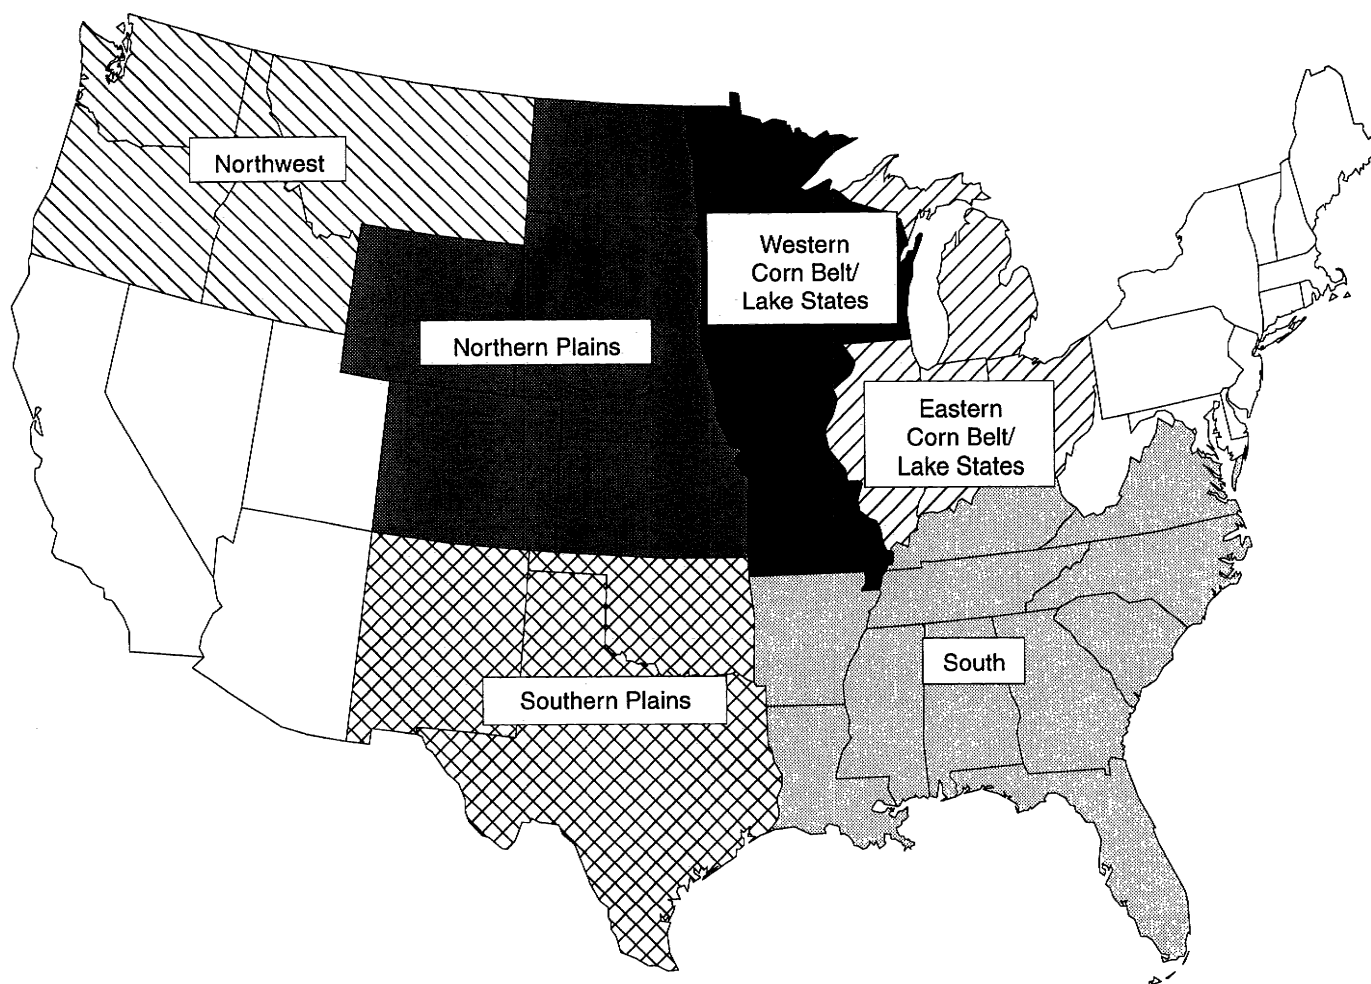 Northwest
Western
Corn Belt/
Lake States
Northern Plains
Eastern
Corn Belt/
Lake States
South
Southern Plains